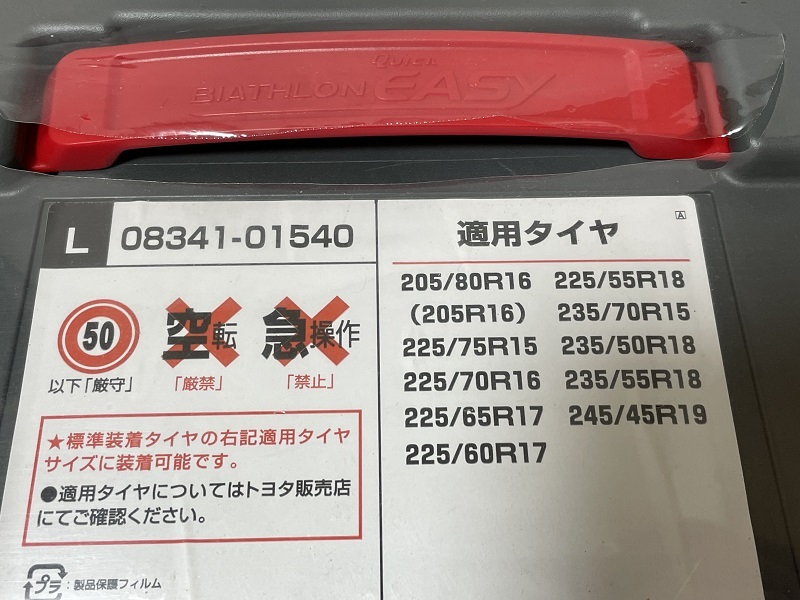 QUICK
BIATHLON EASY
L 08341-01540
50
以下「厳守」
空転
「厳禁」
急操作
「禁止」
★標準装着タイヤの右記適用タイヤ
サイズに装着可能です。
●適用タイヤについてはトヨタ販売店
にてご確認ください。
プラ：製品保護フィルム
適用タイヤ
A
205/80R16 225/55R18
(205R16) 235/70R15
225/75R15 235/50R18
225/70R16 235/55R18
225/65R17 245/45R19
225/60R17